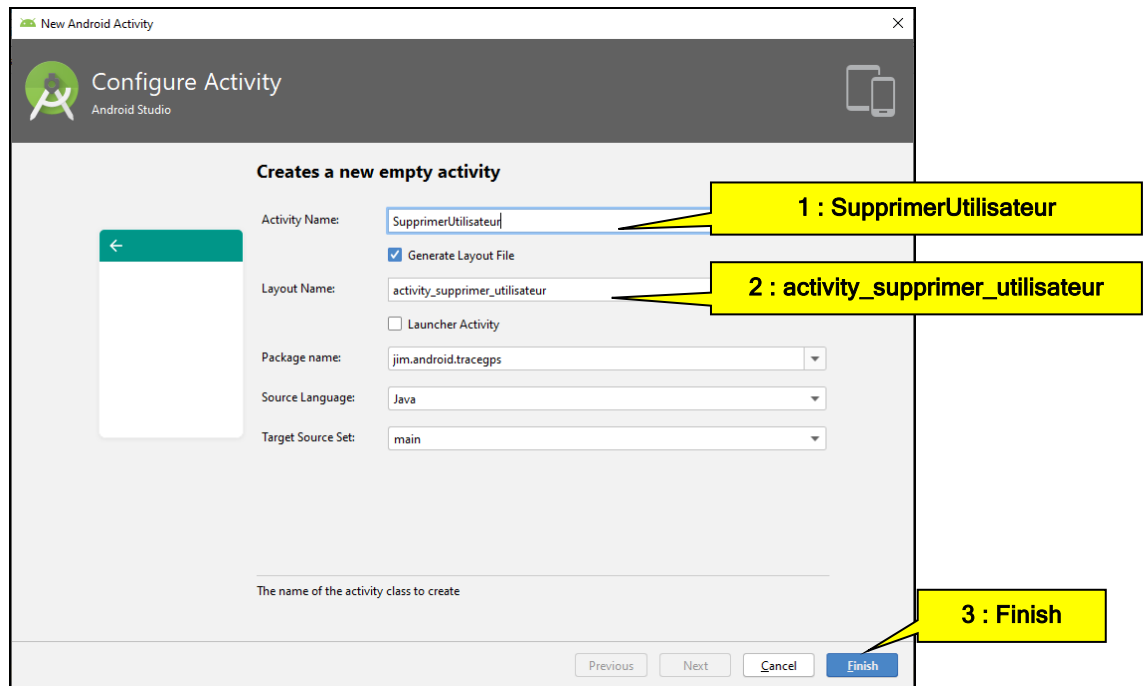 New Android Activity
Configure Activity
Android Studio
Creates a new empty activity
Activity Name:
SupprimerUtilisateur
1 : SupprimerUtilisateur
Generate Layout File
Layout Name:
activity_supprimer_utilisateur
2 : activity_supprimer_utilisateur
Launcher Activity
Package name:
jim.android.tracegps
Source Language:
Java
Target Source Set:
main
The name of the activity class to create
3 : Finish
Previous
Next
Cancel
Finish